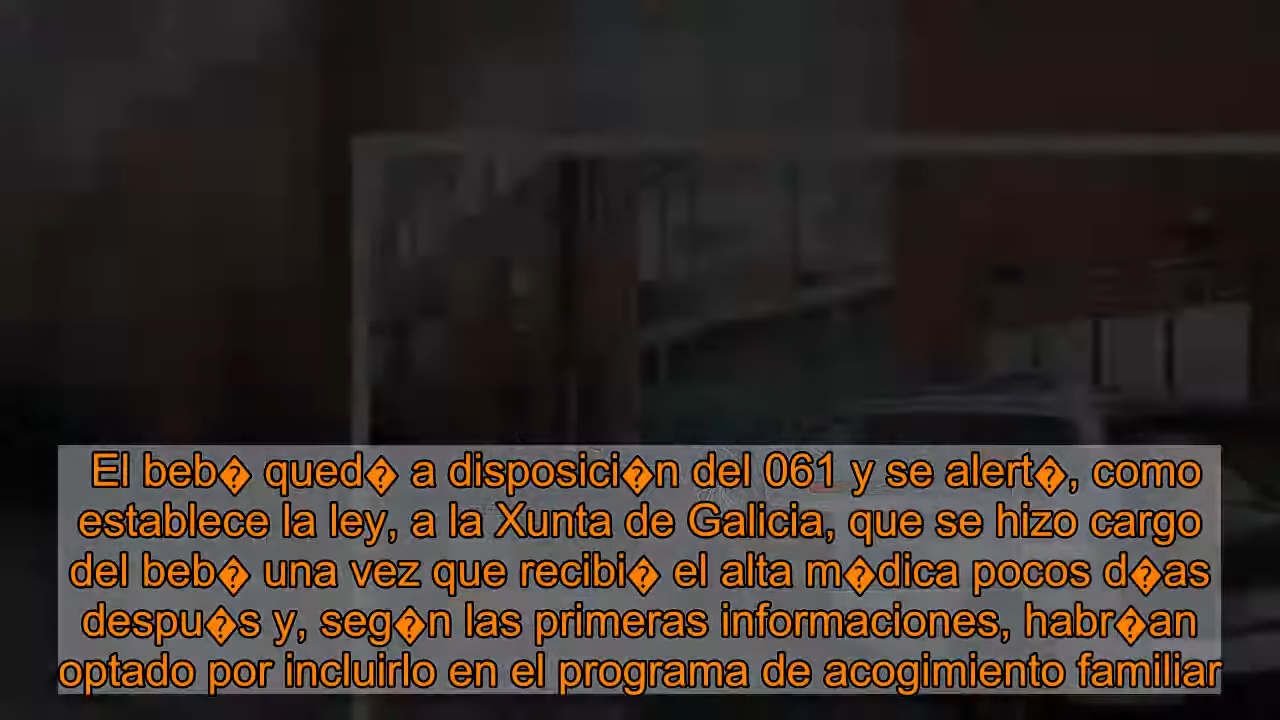 El beb� qued� a disposici�n del 061 y se alert�, como
establece la ley, a la Xunta de Galicia, que se hizo cargo
del beb� una vez que recibi� el alta m�dica pocos d�as
despu�s y, seg�n las primeras informaciones, habr�an
optado por incluirlo en el programa de acogimiento familiar